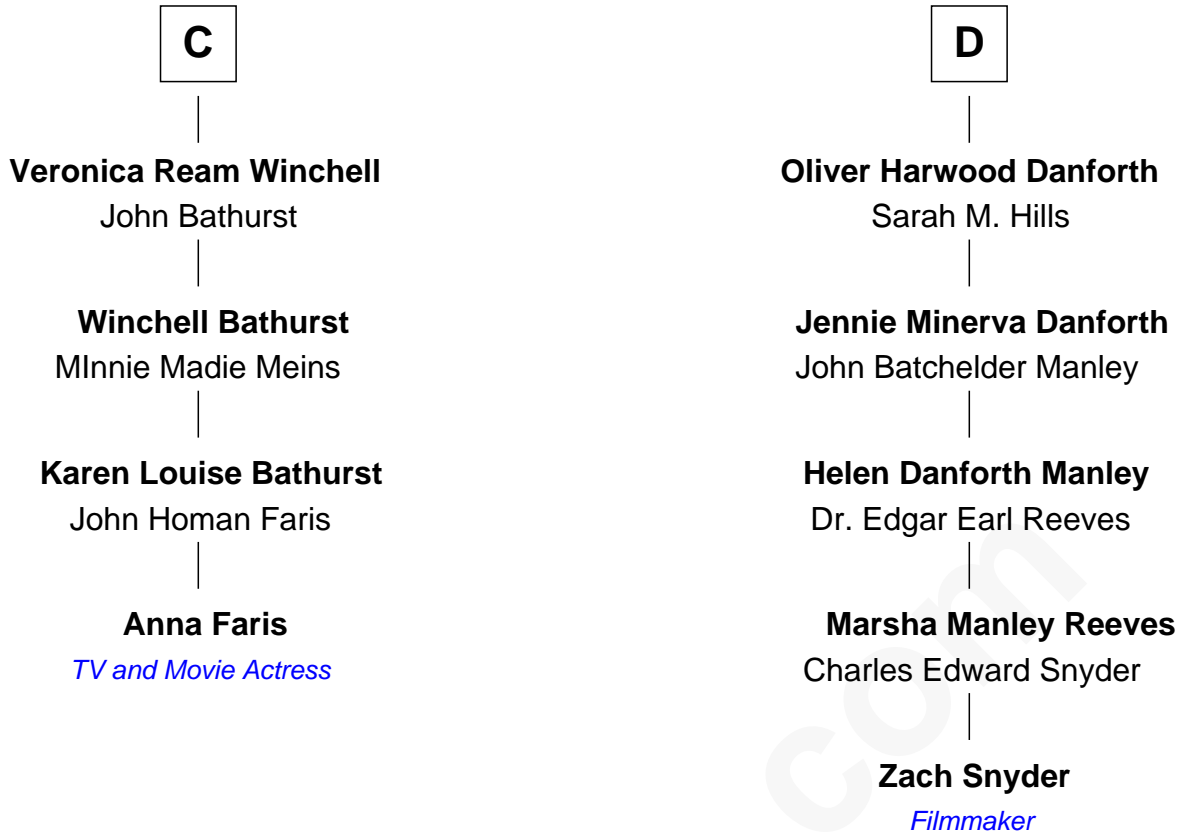 C
Veronica Ream Winchell
John Bathurst
Winchell Bathurst
MInnie Madie Meins
Karen Louise Bathurst
John Homan Faris
Anna Faris
TV and Movie Actress
D
Oliver Harwood Danforth
Sarah M. Hills
Jennie Minerva Danforth
John Batchelder Manley
Helen Danforth Manley
Dr. Edgar Earl Reeves
Marsha Manley Reeves
Charles Edward Snyder
Zach Snyder
Filmmaker
com